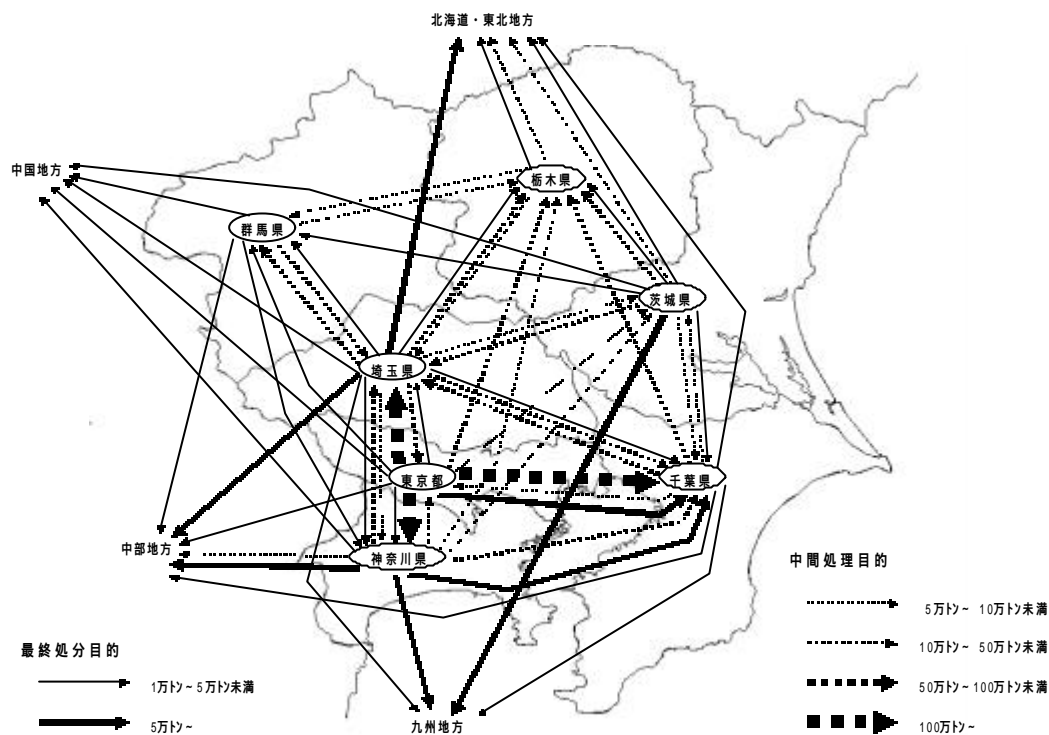 北海道・東北地方
中国地方
栃木県
群馬県
茨城県
埼玉県
東京都
千葉県
中部地方
神奈川県
九州地方
最終処分目的
1万トン~5万トン未満
5万トン~
中間処理目的
5万トン~ 10万トン未満
10万トン~ 50万トン未満
50万トン~100万トン未満
100万トン~